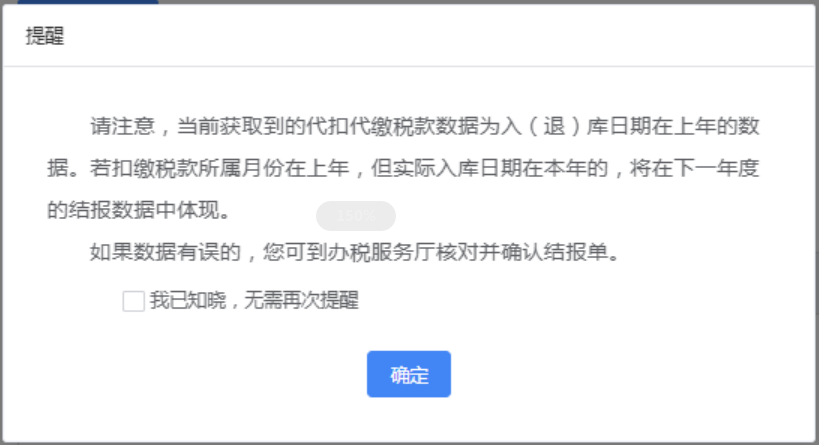 提醒
请注意，当前获取到的代扣代缴税款数据为入（退）库日期在上年的数
据。若扣缴税款所属月份在上年，但实际入库日期在本年的，将在下一年度
的结报数据中体现。
150%
如果数据有误的，您可到办税服务厅核对并确认结报单。
我已知晓，无需再次提醒
确定